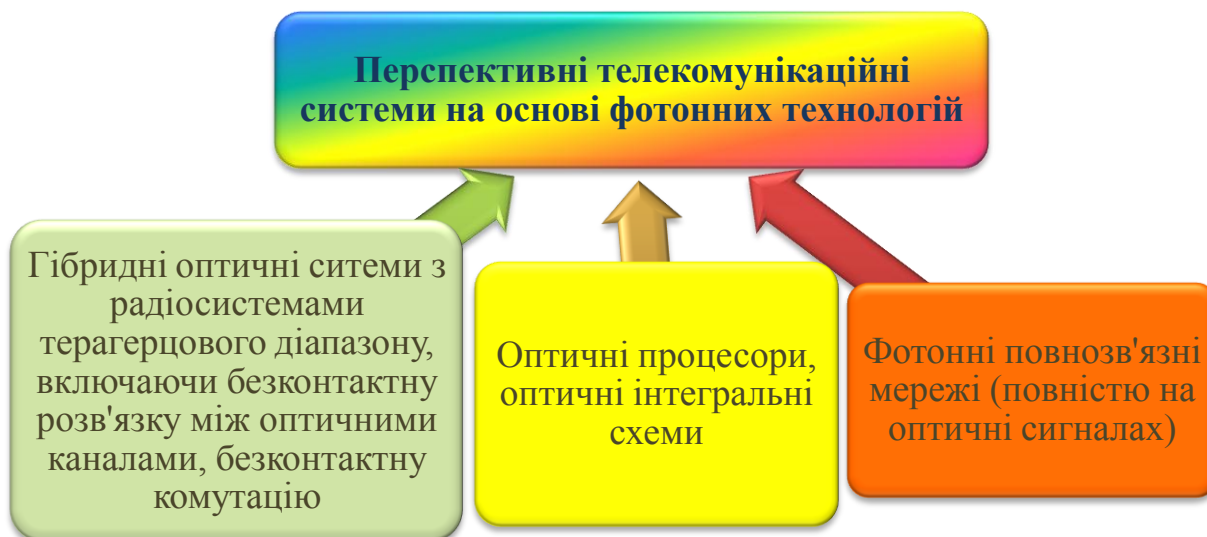 Перспективні телекомунікаційні
системи на основі фотонних технологій
Гібридні оптичні ситеми з
радіосистемами
терагерцового діапазону,
включаючи безконтактну
розв'язку між оптичними
каналами, безконтактну
комутацію
Оптичні процесори,
оптичні інтегральні
схеми
Фотонні повнозв'язні
мережі (повністю на
оптичні сигналах)